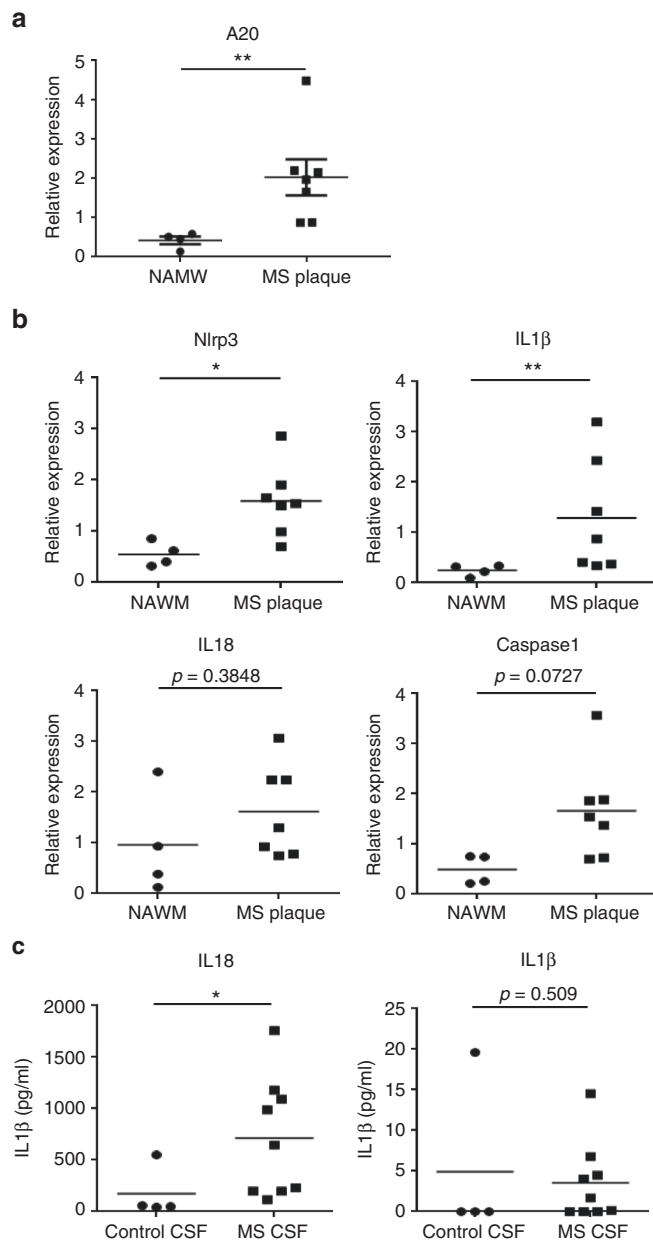 a
A20
**
Relative expression
5
4
3
2
1
0
NAMW MS plaque
b
Nlrp3
*
Relative expression
4
3
2
1
0
NAWM MS plaque
IL1β
**
Relative expression
4
3
2
1
0
NAWM MS plaque
IL18
p = 0.3848
Relative expression
4
3
2
1
0
NAWM MS plaque
Caspase1
p = 0.0727
Relative expression
4
3
2
1
0
NAWM MS plaque
c
IL18
*
IL1β (pg/ml)
2000
1500
1000
500
0
Control CSF MS CSF
IL1β
p = 0.509
IL1β (pg/ml)
25
20
15
10
5
0
Control CSF MS CSF